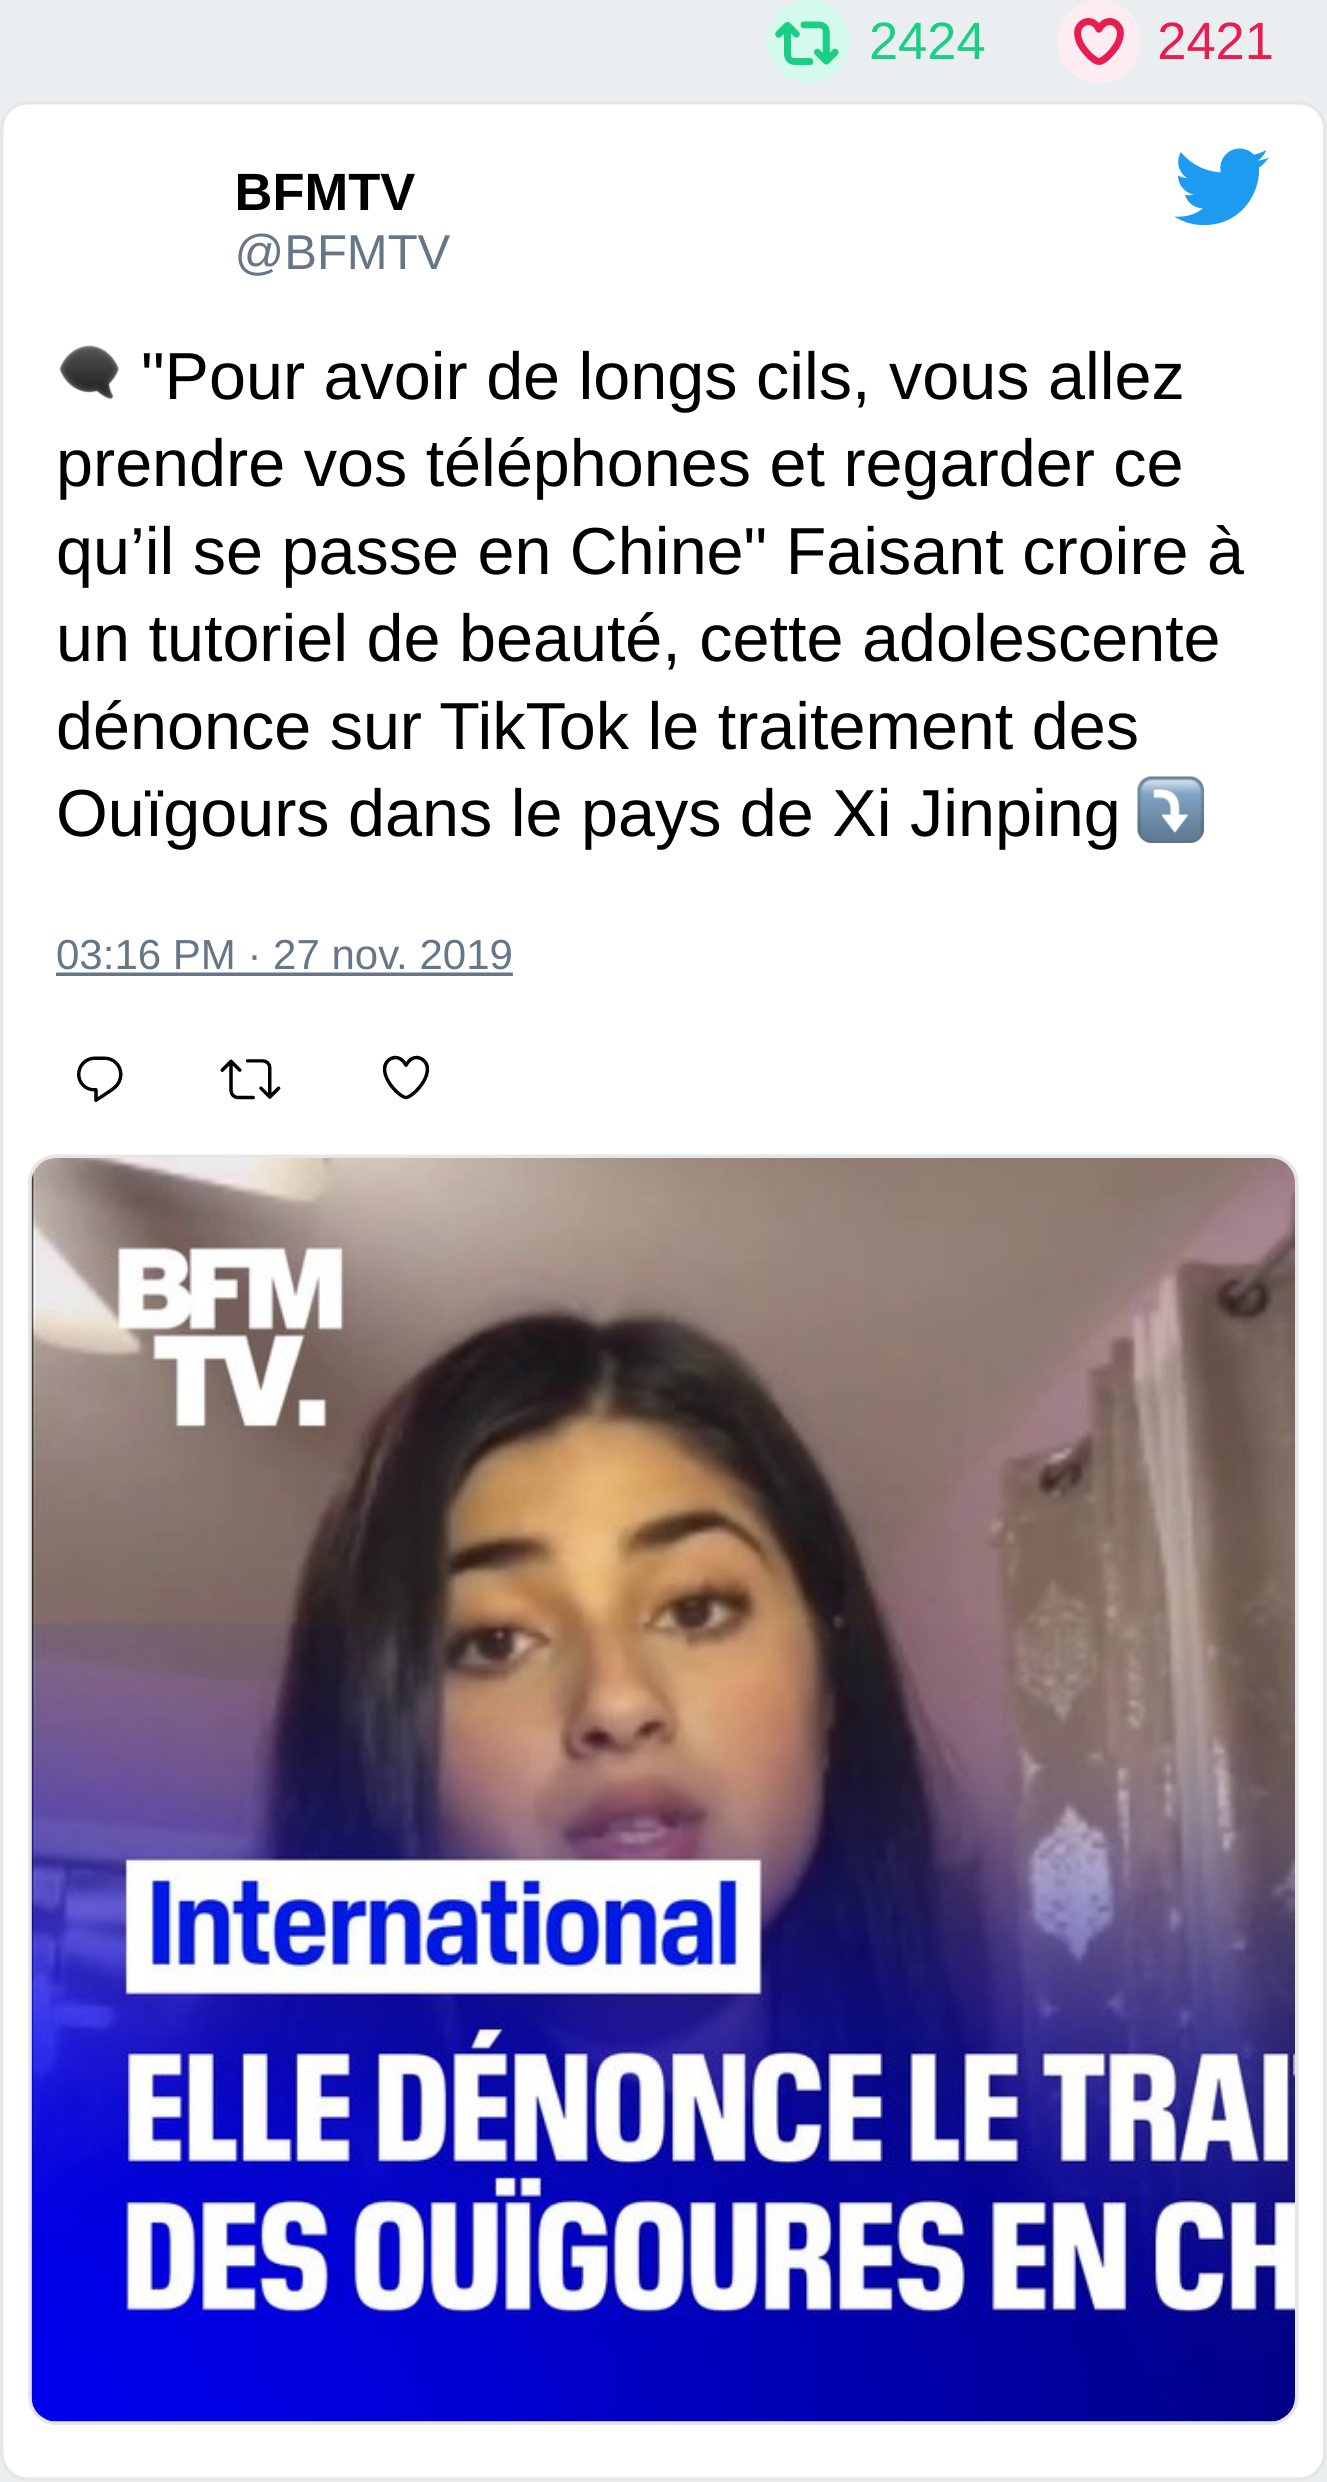 2424 2421
BFMTV
@BFMTV
🗨 "Pour avoir de longs cils, vous allez
prendre vos téléphones et regarder ce
qu’il se passe en Chine" Faisant croire à
un tutoriel de beauté, cette adolescente
dénonce sur TikTok le traitement des
Ouïgours dans le pays de Xi Jinping ⤵
03:16 PM · 27 nov. 2019
BFM
TV.
International
ELLE DÉNONCE LE TRAI
DES OUÏGOURES EN CH